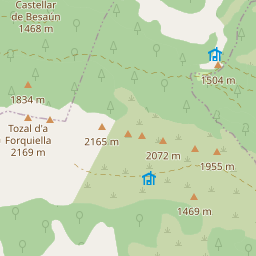 Castellar
de Besaún
1468 m
1504 m
1834 m
Tozal d'a
Forquiella
2169 m
2165 m
2072 m
1955 m
1469 m